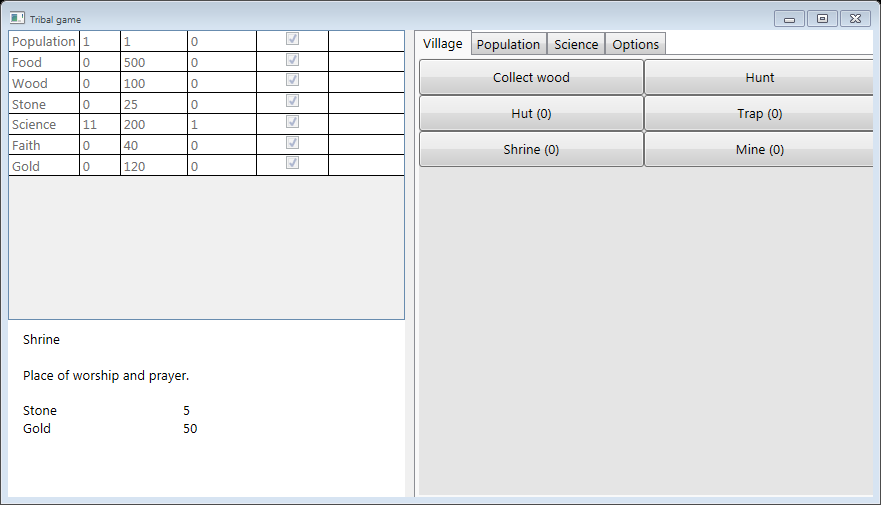 Tribal game
Population 1 1 0
Food 0 500 0
Wood 0 100 0
Stone 0 25 0
Science 11 200 1
Faith 0 40 0
Gold 0 120 0
Shrine
Place of worship and prayer.
Stone 5
Gold 50
Village Population Science Options
Collect wood Hunt
Hut (0) Trap (0)
Shrine (0) Mine (0)